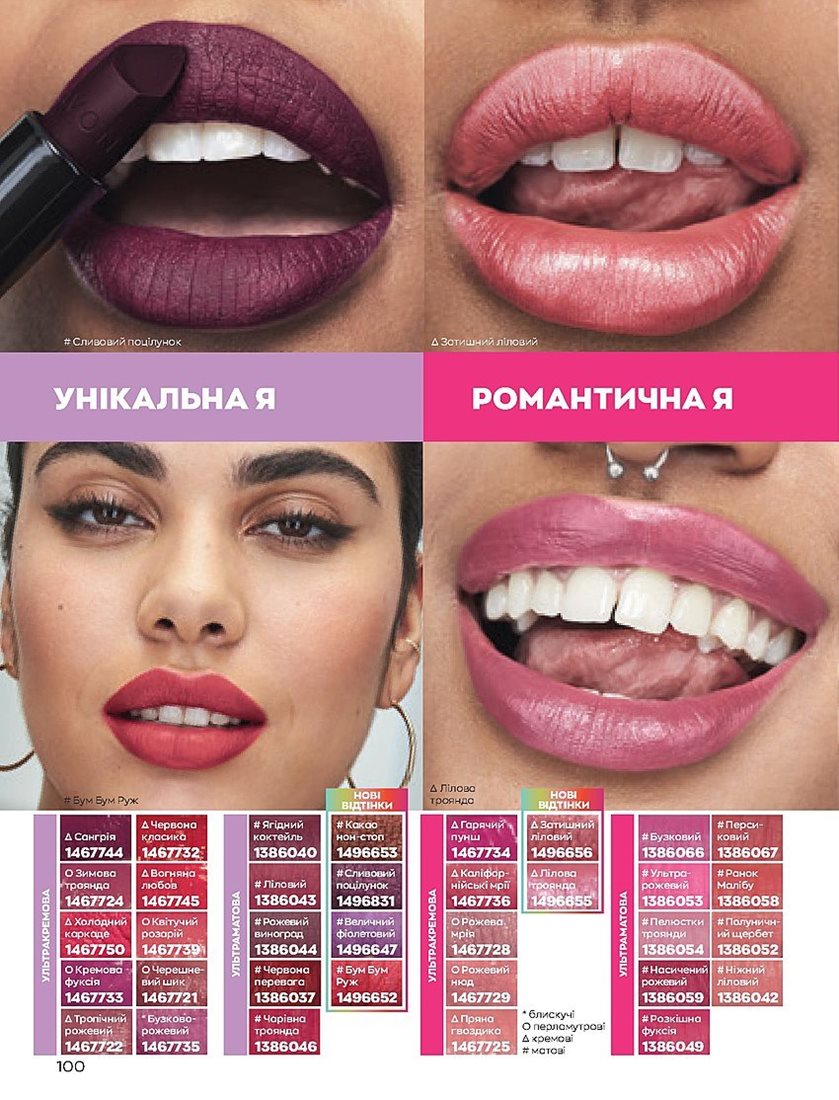 VON
# Сливовий поцілунок
Δ Затишний ліловий
УНІКАЛЬНА Я
РОМАНТИЧНА Я
# Бум Бум Руж
Δ Лілова
троянда
УЛЬТРАКРЕМОВА
Δ Сангрія
1467744
Δ Червона
класика
1467732
О Зимова
троянда
1467724
Δ Вогняна
любов
1467745
Δ Холодний
каркаде
1467750
О Квітучий
розарій
1467739
О Кремова
фуксія
1467733
О Черешне-
вий шик
1467721
Δ Тропічний
рожевий
1467722
* Бузково-
рожевий
1467735
УЛЬТРАМАТОВА
# Ягідний
коктейль
1386040
# Ліловий
1386043
# Рожевий
виноград
1386044
# Червона
перевага
1386037
# Чарівна
троянда
1386046
НОВІ
ВІДТІНКИ
# Какао
нон-стоп
1496653
# Сливовий
поцілунок
1496831
# Величний
фіолетовий
1496647
# Бум Бум
Руж
1496652
УЛЬТРАКРЕМОВА
Δ Гарячий
пунш
1467734
Δ Каліфор-
нійські мрії
1467736
О Рожева
мрія
1467728
О Рожевий
нюд
1467729
Δ Пряна
гвоздика
1467725
НОВІ
ВІДТІНКИ
Δ Затишний
ліловий
1496656
Δ Лілова
троянда
1496655
* блискучі
О перламутрові
Δ кремові
# матові
УЛЬТРАМАТОВА
# Бузковий
1386066
# Перси-
ковий
1386067
# Ультра-
рожевий
1386053
# Ранок
Малібу
1386058
# Пелюстки
троянди
1386054
# Полунич-
ний щербет
1386052
# Насичений
рожевий
1386059
# Ніжний
ліловий
1386042
# Розкішна
фуксія
1386049
100